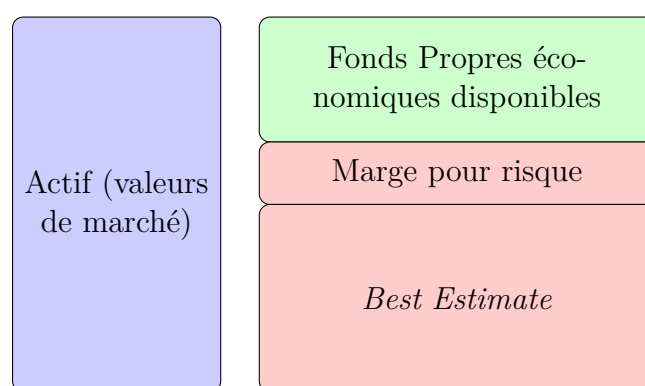 Fonds Propres éco-
nomiques disponibles
Marge pour risque
Actif (valeurs
de marché)
Best Estimate